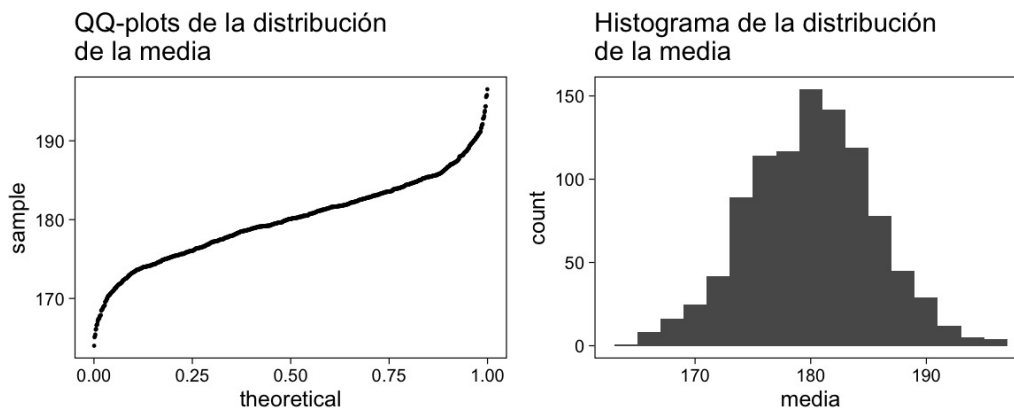 QQ-plots de la distribución
de la media
190
180
170
sample
0.00 0.25 0.50 0.75 1.00
theoretical
Histograma de la distribución
de la media
150
100
50
0
count
170 180 190
media